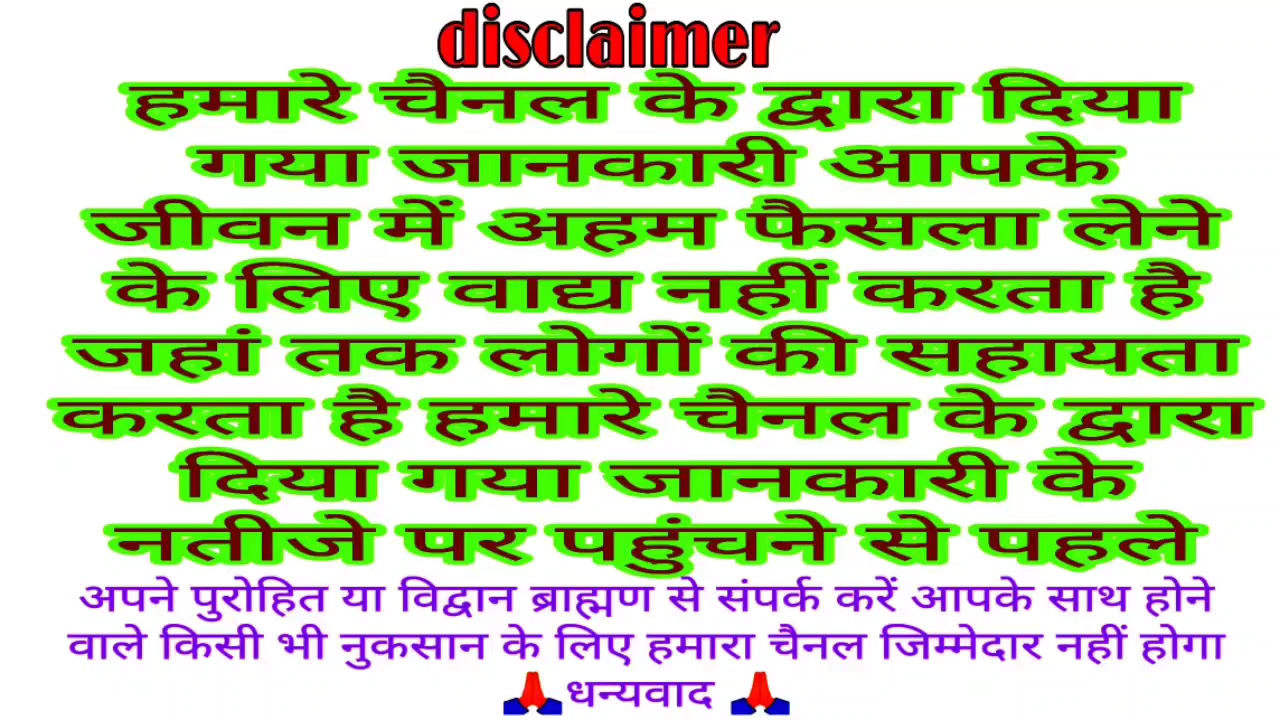 disclaimer
हमारे चैनल के द्वारा दिया
गया जानकारी आपके
जीवन में अहम फैसला लेने
के लिए वाद्य नहीं करता है
जहां तक लोगों की सहायता
करता है हमारे चैनल के द्वारा
दिया गया जानकारी के
नतीजे पर पहुंचने से पहले
अपने पुरोहित या विद्वान ब्राह्मण से संपर्क करें आपके साथ होने
वाले किसी भी नुकसान के लिए हमारा चैनल जिम्मेदार नहीं होगा
🙏धन्यवाद 🙏